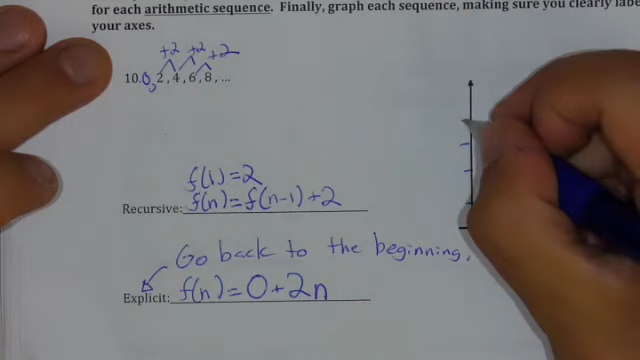 for each arithmetic sequence. Finally, graph each sequence, making sure you clearly
your axes.
+2 +2 +2
10. 0, 2, 4, 6, 8, ...
f(1)=2
Recursive: f(n)=f(n-1)+2
Go back to the beginning.
Explicit: f(n)=0+2n